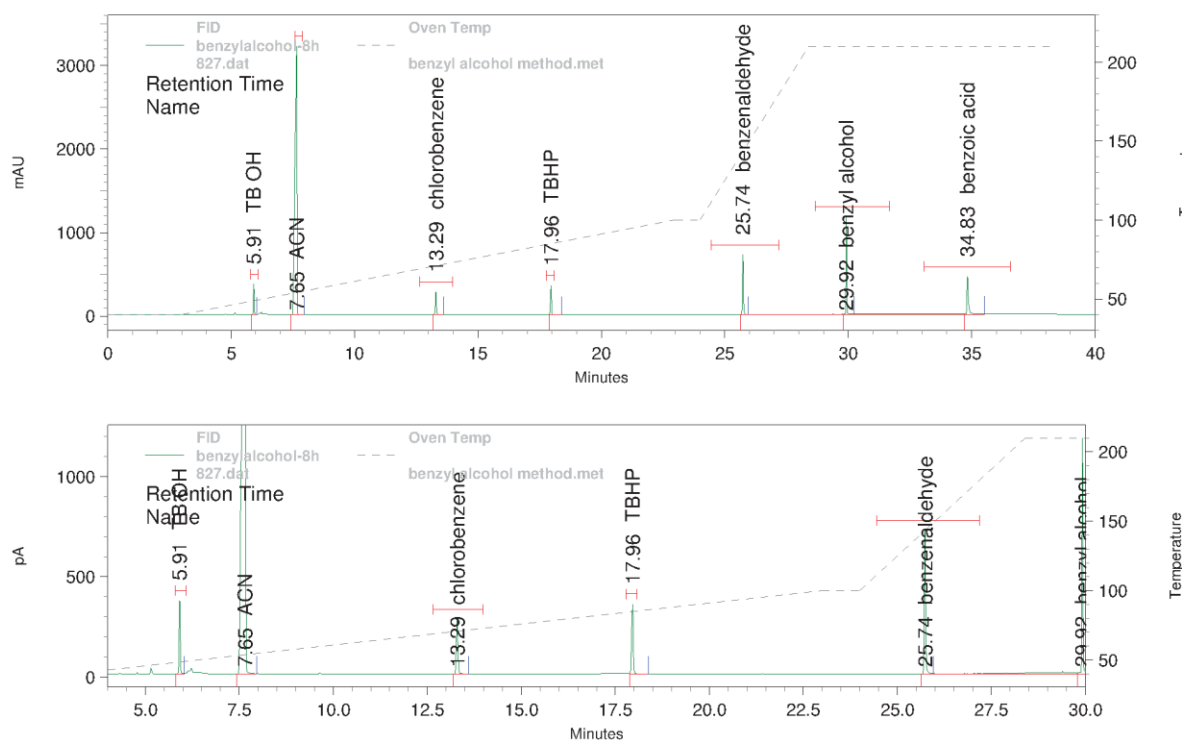 FID
Oven Temp
benzylalcohol-8h
827.dat
benzyl alcohol method.met
Retention Time
Name
3000
2000
1000
0
mAU
5.91 TB OH
7.65 ACN
13.29 chlorobenzene
17.96 TBHP
25.74 benzenaldehyde
29.92 benzyl alcohol
34.83 benzoic acid
200
150
100
50
0
5
10
15
20
25
30
35
40
Minutes
FID
Oven Temp
benzylalcohol-8h
827.dat
benzyl alcohol method.met
Retention Time
Name
1000
500
0
pA
5.91 TB OH
7.65 ACN
13.29 chlorobenzene
17.96 TBHP
25.74 benzenaldehyde
29.92 benzyl alcohol
200
150
100
50
Temperature
5.0
7.5
10.0
12.5
15.0
17.5
20.0
22.5
25.0
27.5
30.0
Minutes